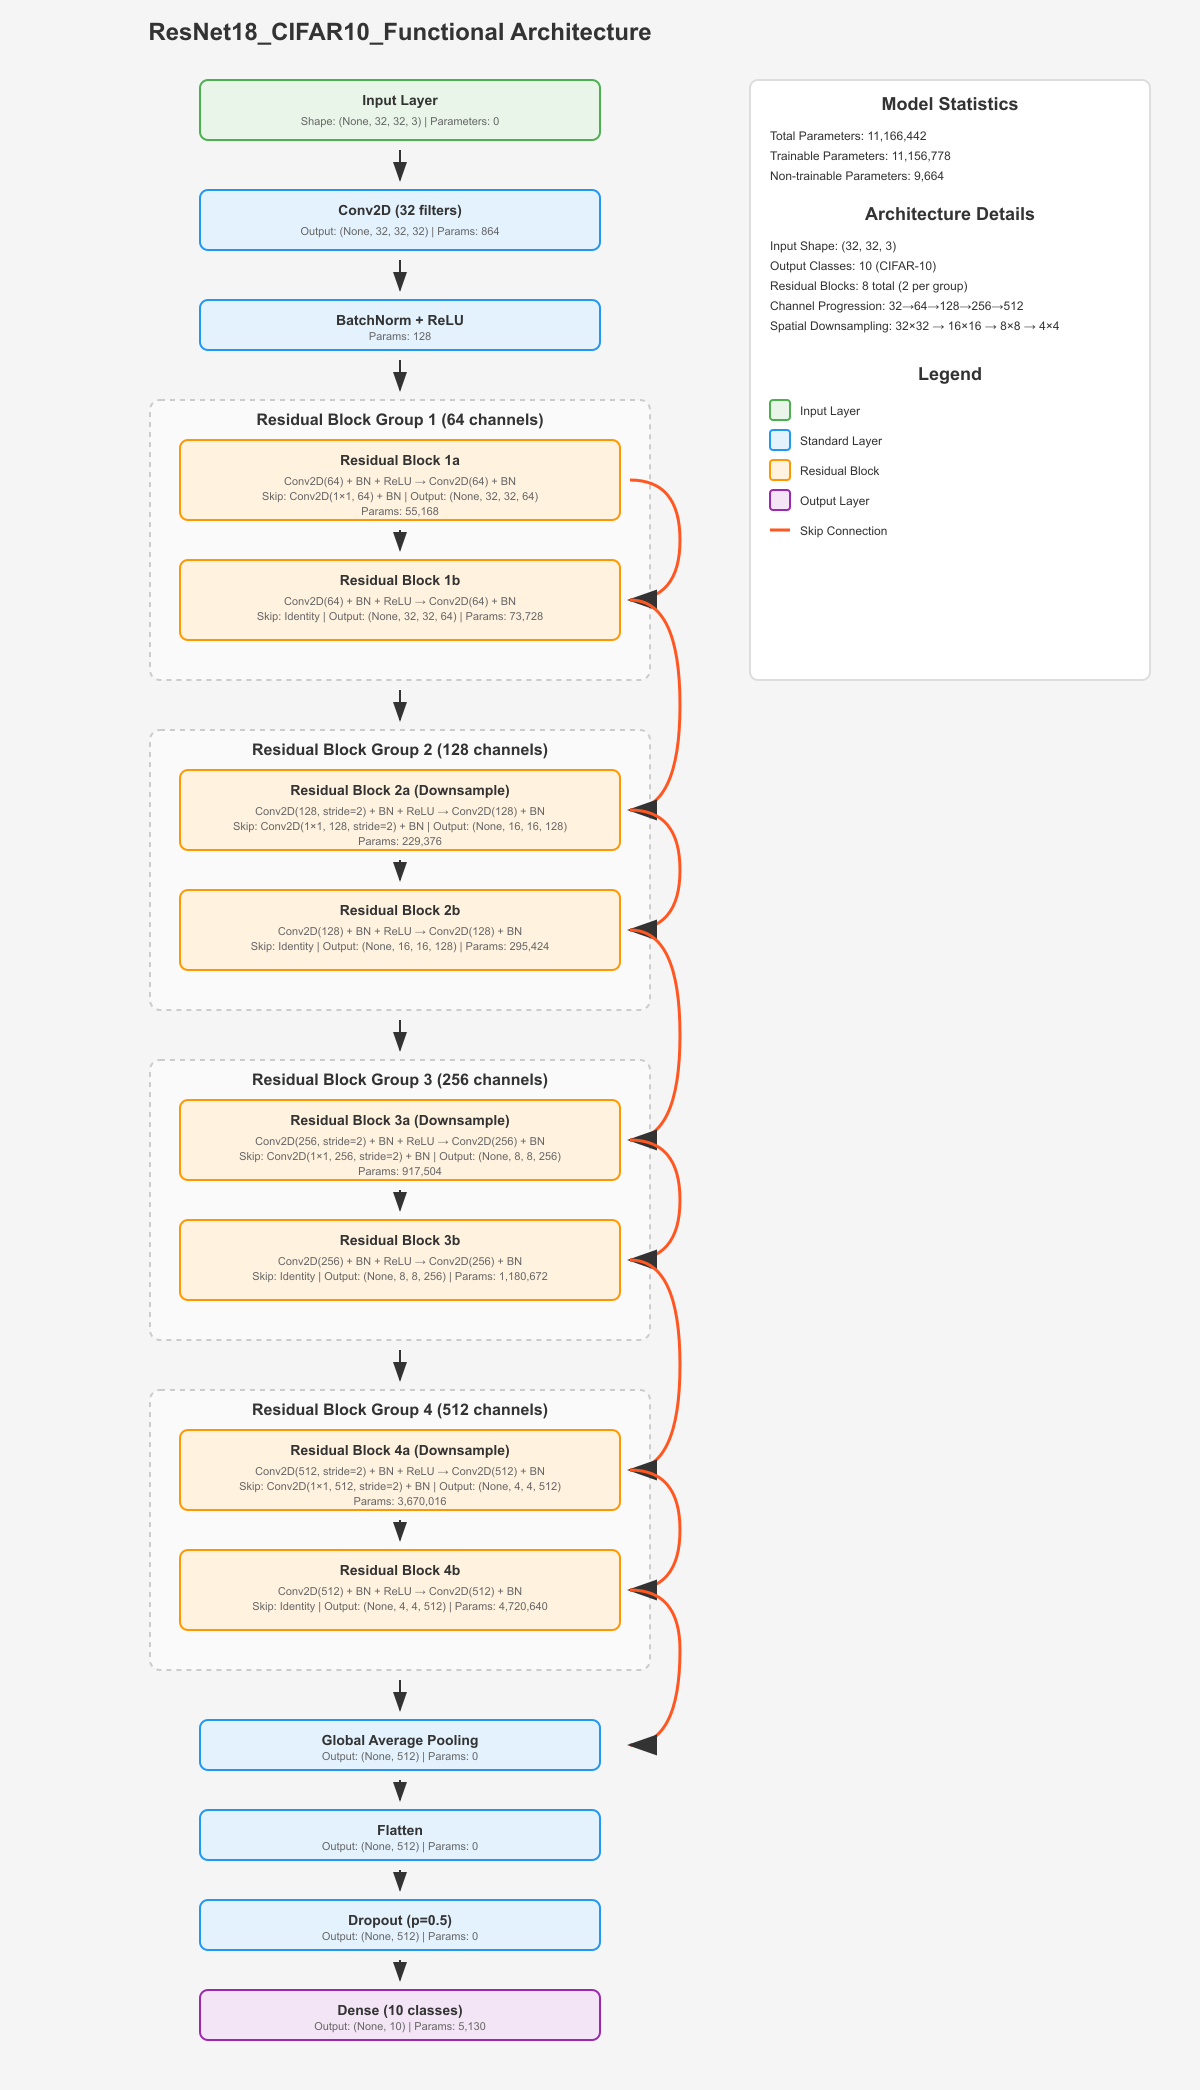 ResNet18_CIFAR10_Functional Architecture
Input Layer
Shape: (None, 32, 32, 3) | Parameters: 0
Conv2D (32 filters)
Output: (None, 32, 32, 32) | Params: 864
BatchNorm + ReLU
Params: 128
Residual Block Group 1 (64 channels)
Residual Block 1a
Conv2D(64) + BN + ReLU → Conv2D(64) + BN
Skip: Conv2D(1×1, 64) + BN | Output: (None, 32, 32, 64)
Params: 55,168
Residual Block 1b
Conv2D(64) + BN + ReLU → Conv2D(64) + BN
Skip: Identity | Output: (None, 32, 32, 64) | Params: 73,728
Residual Block Group 2 (128 channels)
Residual Block 2a (Downsample)
Conv2D(128, stride=2) + BN + ReLU → Conv2D(128) + BN
Skip: Conv2D(1×1, 128, stride=2) + BN | Output: (None, 16, 16, 128)
Params: 229,376
Residual Block 2b
Conv2D(128) + BN + ReLU → Conv2D(128) + BN
Skip: Identity | Output: (None, 16, 16, 128) | Params: 295,424
Residual Block Group 3 (256 channels)
Residual Block 3a (Downsample)
Conv2D(256, stride=2) + BN + ReLU → Conv2D(256) + BN
Skip: Conv2D(1×1, 256, stride=2) + BN | Output: (None, 8, 8, 256)
Params: 917,504
Residual Block 3b
Conv2D(256) + BN + ReLU → Conv2D(256) + BN
Skip: Identity | Output: (None, 8, 8, 256) | Params: 1,180,672
Residual Block Group 4 (512 channels)
Residual Block 4a (Downsample)
Conv2D(512, stride=2) + BN + ReLU → Conv2D(512) + BN
Skip: Conv2D(1×1, 512, stride=2) + BN | Output: (None, 4, 4, 512)
Params: 3,670,016
Residual Block 4b
Conv2D(512) + BN + ReLU → Conv2D(512) + BN
Skip: Identity | Output: (None, 4, 4, 512) | Params: 4,720,640
Global Average Pooling
Output: (None, 512) | Params: 0
Flatten
Output: (None, 512) | Params: 0
Dropout (p=0.5)
Output: (None, 512) | Params: 0
Dense (10 classes)
Output: (None, 10) | Params: 5,130
Model Statistics
Total Parameters: 11,166,442
Trainable Parameters: 11,156,778
Non-trainable Parameters: 9,664
Architecture Details
Input Shape: (32, 32, 3)
Output Classes: 10 (CIFAR-10)
Residual Blocks: 8 total (2 per group)
Channel Progression: 32→64→128→256→512
Spatial Downsampling: 32×32 → 16×16 → 8×8 → 4×4
Legend
Input Layer
Standard Layer
Residual Block
Output Layer
Skip Connection